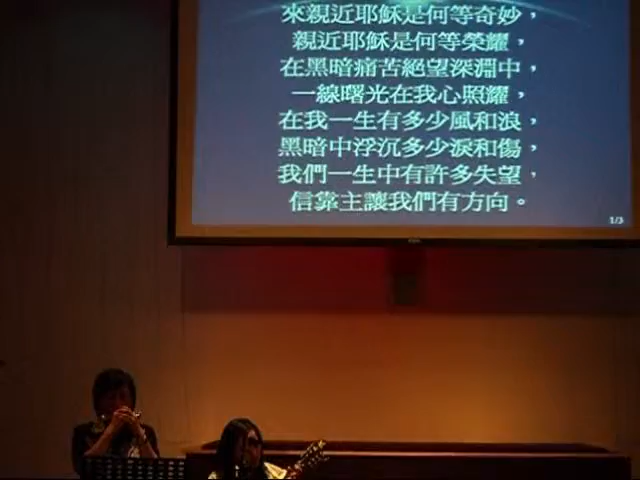 來親近耶穌是何等奇妙，
親近耶穌是何等榮耀，
在黑暗痛苦絕望深淵中，
一線曙光在我心照耀，
在我一生有多少風和浪，
黑暗中浮沉多少淚和傷，
我們一生中有許多失望，
信靠主讓我們有方向。
1/3